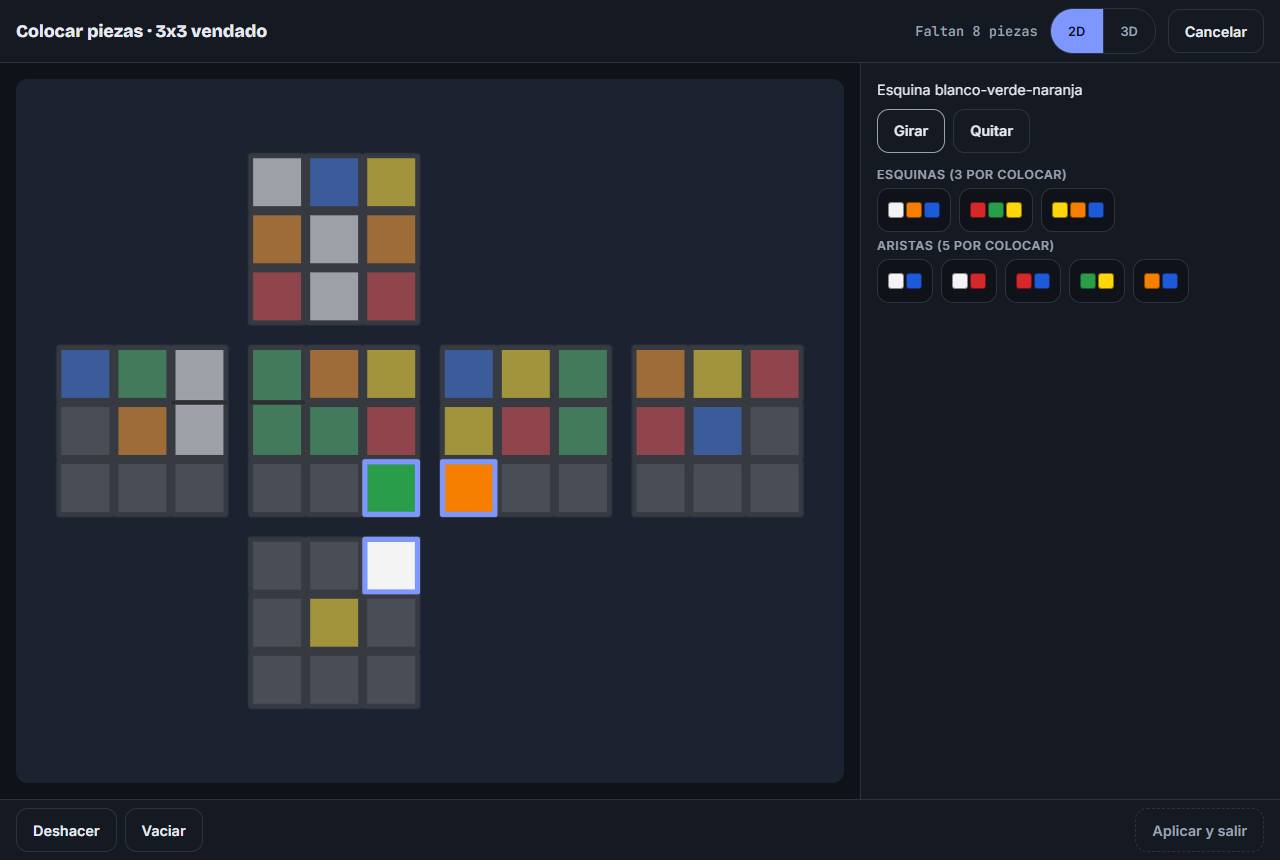 Colocar piezas · 3x3 vendado
Faltan 8 piezas
2D
3D
Cancelar
Esquina blanco-verde-naranja
Girar
Quitar
ESQUINAS (3 POR COLOCAR)
ARISTAS (5 POR COLOCAR)
Deshacer
Vaciar
Aplicar y salir